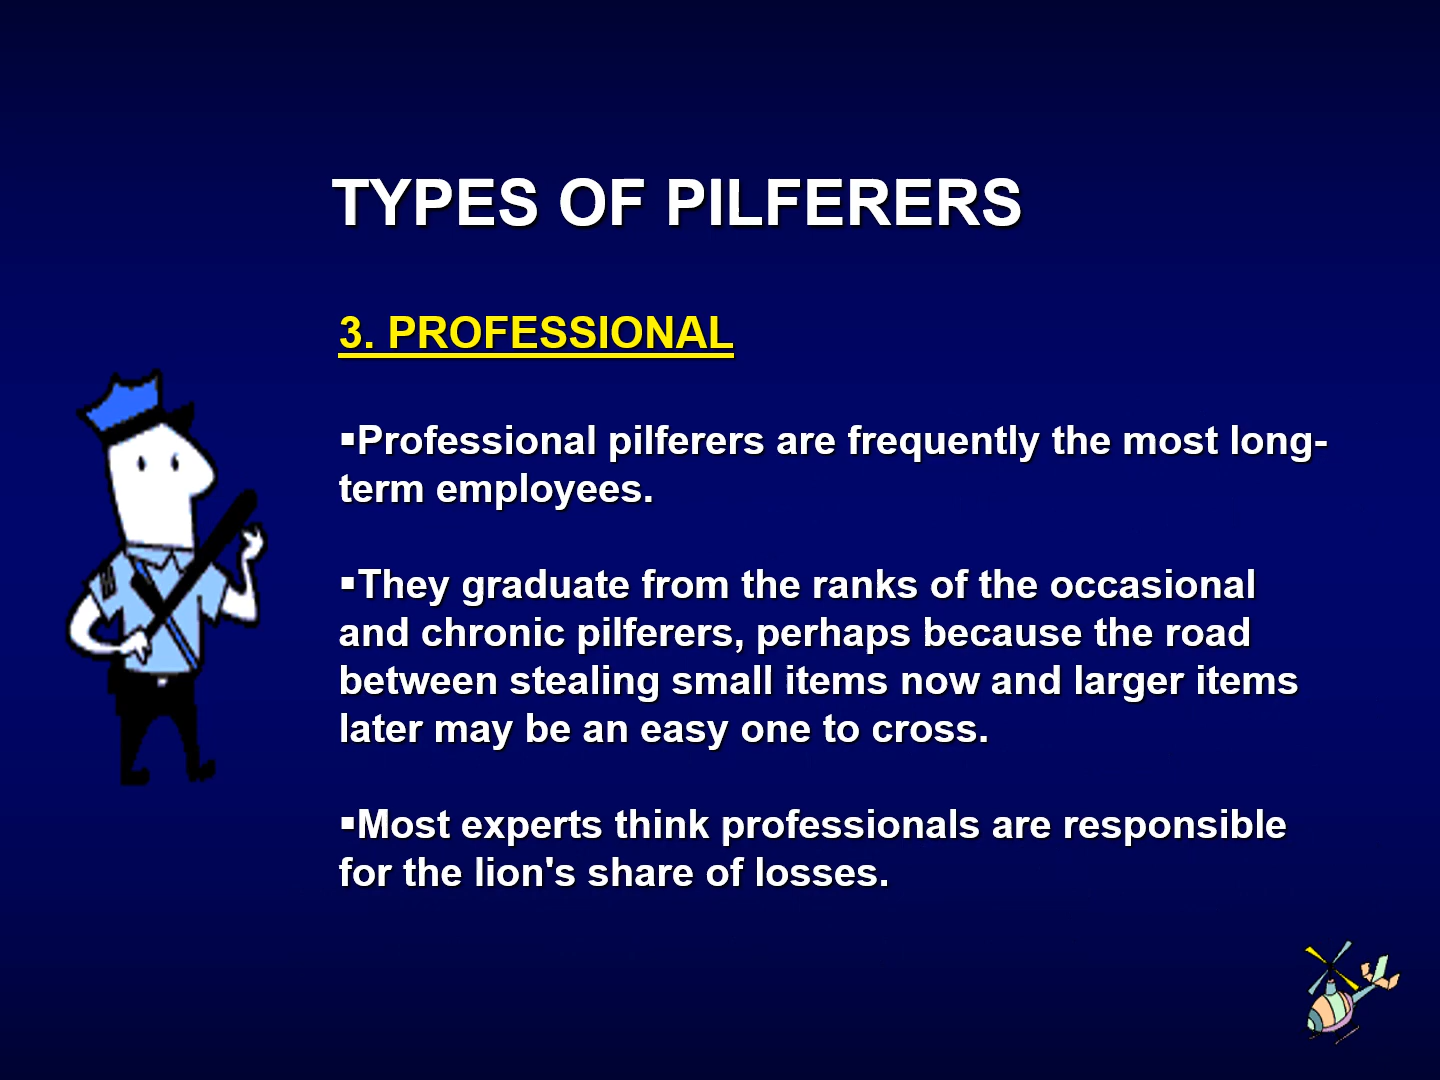 TYPES OF PILFERERS
3. PROFESSIONAL
▪Professional pilferers are frequently the most long-
term employees.
▪They graduate from the ranks of the occasional
and chronic pilferers, perhaps because the road
between stealing small items now and larger items
later may be an easy one to cross.
▪Most experts think professionals are responsible
for the lion's share of losses.